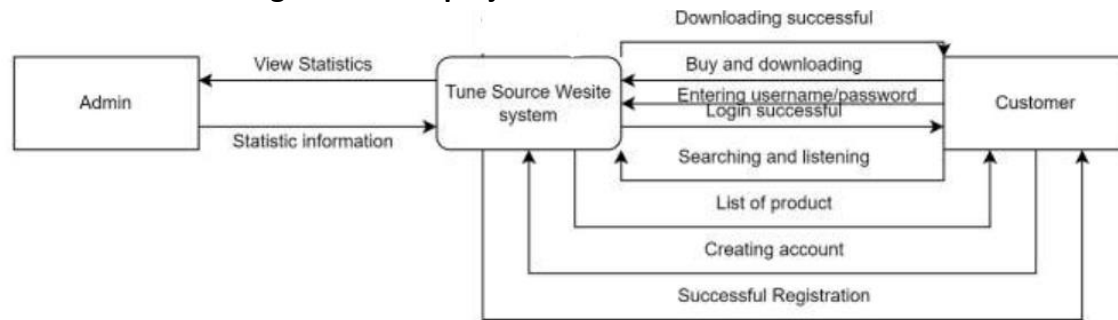 Downloading successful
View Statistics
Buy and downloading
Admin
Tune Source Wesite
system
Entering username/password
Customer
Login successful
Statistic information
Searching and listening
List of product
Creating account
Successful Registration